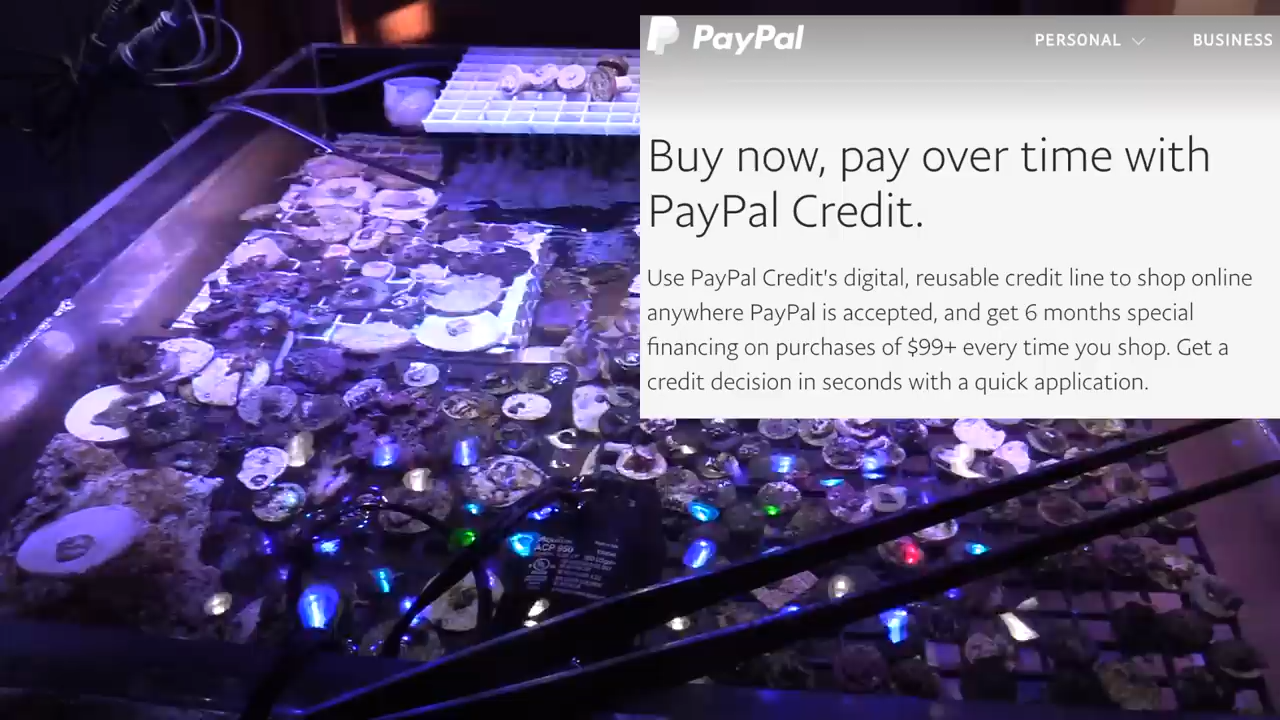 PayPal
PERSONAL
BUSINESS
Buy now, pay over time with
PayPal Credit.
Use PayPal Credit's digital, reusable credit line to shop online
anywhere PayPal is accepted, and get 6 months special
financing on purchases of $99+ every time you shop. Get a
credit decision in seconds with a quick application.
ACP 950